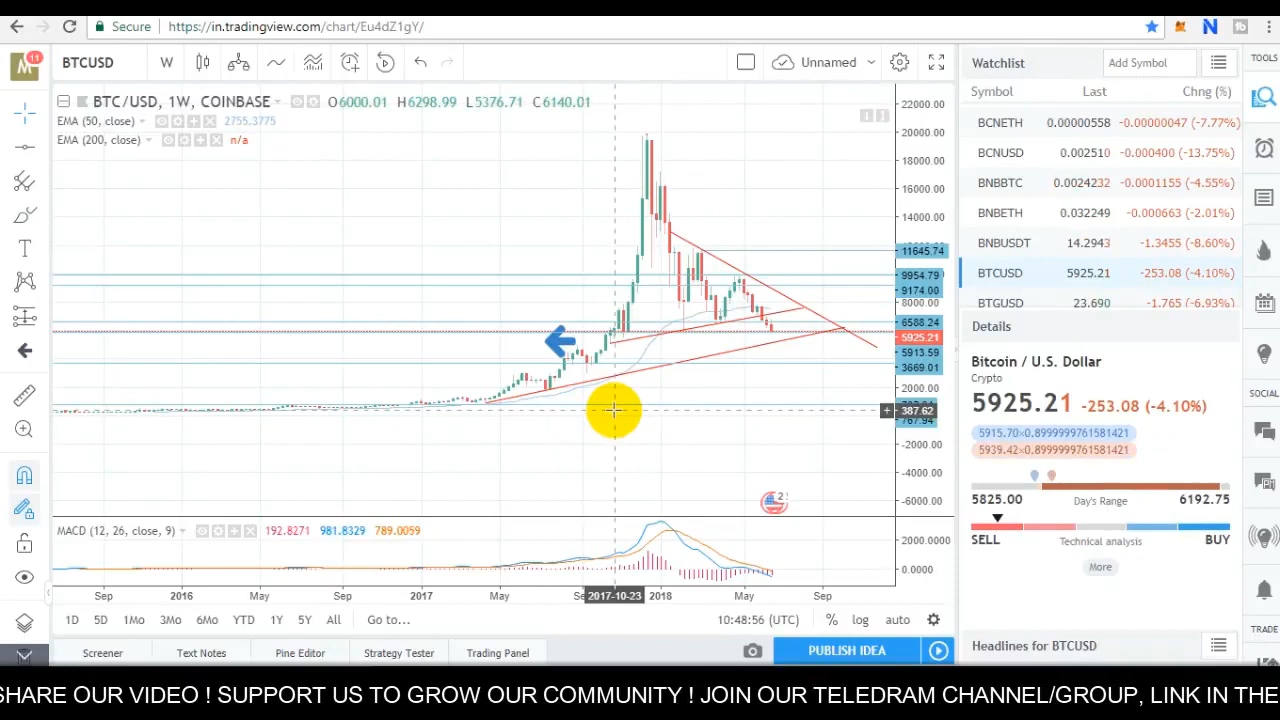 Secure https://in.tradingview.com/chart/Eu4dZ1gY/
M 11 BTCUSD W Unnamed
Watchlist Add Symbol
TOOLS
BTC/USD, 1W, COINBASE O6000.01 H6298.99 L5376.71 C6140.01
EMA (50, close) 2755.3775
EMA (200, close) n/a
Symbol Last Chng (%)
BCNETH 0.00000558 -0.00000047 (-7.77%)
BCNUSD 0.002510 -0.000400 (-13.75%)
BNBBTC 0.0024232 -0.0001155 (-4.55%)
BNBETH 0.032249 -0.000663 (-2.01%)
BNBUSDT 14.2943 -1.3455 (-8.60%)
BTCUSD 5925.21 -253.08 (-4.10%)
BTGUSD 23.690 -1.765 (-6.93%)
22000.00
20000.00
18000.00
16000.00
14000.00
11645.74
9954.79
9174.00
8000.00
6588.24
5925.21
5913.59
3669.01
2000.00
387.62
767.94
-2000.00
-4000.00
-6000.00
Details
Bitcoin / U.S. Dollar
Crypto
5925.21 -253.08 (-4.10%)
5915.70×0.8999999761581421
5939.42×0.8999999761581421
5825.00 Day's Range 6192.75
SELL Technical analysis BUY
More
SOCIAL
2
MACD (12, 26, close, 9) 192.8271 981.8329 789.0059
2000.0000
0.0000
Sep 2016 May Sep 2017 May Se 2017-10-23 2018 May Sep
1D 5D 1Mo 3Mo 6Mo YTD 1Y 5Y All Go to... 10:48:56 (UTC) % log auto
Screener Text Notes Pine Editor Strategy Tester Trading Panel PUBLISH IDEA
Headlines for BTCUSD
TRADE
SHARE OUR VIDEO ! SUPPORT US TO GROW OUR COMMUNITY ! JOIN OUR TELEDRAM CHANNEL/GROUP, LINK IN THE